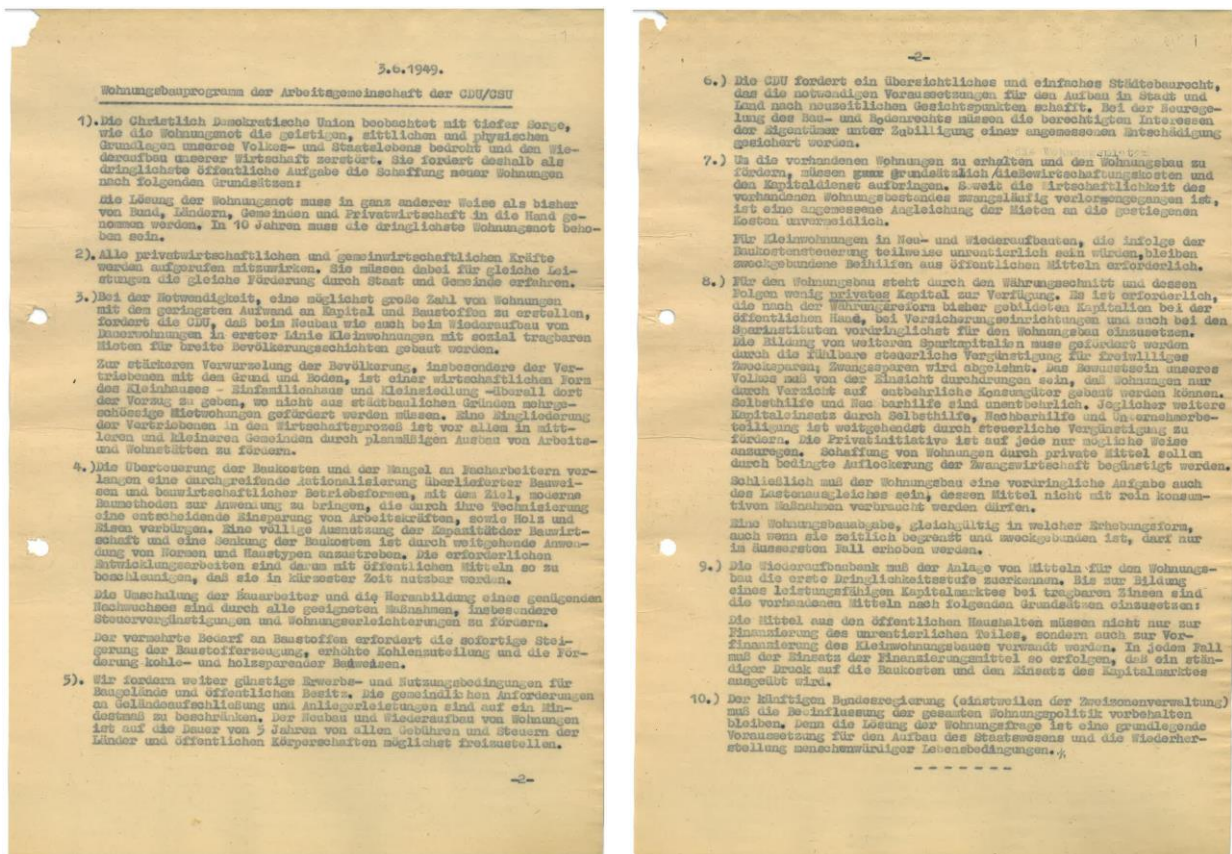 3.6.1949.
Wohnungsbauprogramm der Arbeitsgemeinschaft der CDU/CSU
1).Die Christlich Demokratische Union beobachtet mit tiefer Sorge,
wie die Wohnungsnot die geistigen, sittlichen und physischen
Grundlagen unseres Volkes- und Staatslebens bedroht und den Wie-
deraufbau unserer Wirtschaft zerstört. Sie fordert deshalb als
dringlichste öffentliche Aufgabe die Schaffung neuer Wohnungen
nach folgenden Grundsätzen:
Die Lösung der Wohnungsnot muss in ganz anderer Weise als bisher
von Bund, Ländern, Gemeinden und Privatwirtschaft in die Hand ge-
nommen werden. In 10 Jahren muss die dringlichste Wohnungsnot beho-
ben sein.
2).Alle privatwirtschaftlichen und gemeinwirtschaftlichen Kräfte
werden aufgerufen mitzuwirken. Sie müssen dabei für gleiche Lei-
stungen die gleiche Förderung durch Staat und Gemeinde erfahren.
3.)Bei der Notwendigkeit, eine möglichst große Zahl von Wohnungen
mit dem geringsten Aufwand an Kapital und Baustoffen zu erstellen,
fordert die CDU, daß beim Neubau wie auch beim Wiederaufbau von
Dauerwohnungen in erster Linie Kleinwohnungen mit sozial tragbaren
Mieten für breite Bevölkerungsschichten gebaut werden.
Zur stärkeren Verwurzelung der Bevölkerung, insbesondere der Ver-
triebenen mit dem Grund und Boden, ist einer wirtschaftlichen Form
des Kleinhauses - Einfamilienhaus und Kleinsiedlung -überall dort
der Vorzug zu geben, wo nicht aus städtbaulichen Gründen mehrge-
schössige Mietwohungen gefördert werden müssen. Eine Eingliederung
der Vertriebenen in den Wirtschaftsprozeß ist vor allem in mitt-
leren und kleineren Gemeinden durch planmäßigen Ausbau von Arbeits-
und Wohnstätten zu fördern.
4.)Die Überteuerung der Baukosten und der Mangel an Facharbeitern ver-
langen eine durchgreifende Rationalisierung überlieferter Bauwei-
sen und bauwirtschaftlicher Betriebsformen, mit dem Ziel, moderne
Baumethoden zur Anwendung zu bringen, die durch ihre Technisierung
eine entscheidende Einsparung von Arbeitskräften, sowie Holz und
Eisen verbürgen. Eine völlige Ausnutzung der Kapazitätder Bauwirt-
schaft und eine Senkung der Baukosten ist durch weitgehende Anwen-
dung von Normen und Haustypen anzustreben. Die erforderlichen
Entwicklungsarbeiten sind darum mit öffentlichen Mitteln so zu
beschleunigen, daß sie in kürzester Zeit nutzbar werden.
Die Umschulung der Bauarbeiter und die Heranbildung eines genügenden
Nachwuchses sind durch alle geeigneten Maßnahmen, insbesondere
Steuervergünstigungen und Wohnungserleichterungen zu fördern.
Der vermehrte Bedarf an Baustoffen erfordert die sofortige Stei-
gerung der Baustofferzeugung, erhöhte Kohlenzuteilung und die För-
derung kohle- und holzsparender Bauweisen.
5). Wir fordern weiter günstige Erwerbs- und Nutzungsbedingungen für
Baugelände und öffentlichen Besitz. Die gemeindlichen Anforderungen
an Geländeaufschließung und Anliegerleistungen sind auf ein Min-
destmaß zu beschränken. Der Neubau und Wiederaufbau von Wohnungen
ist auf die Dauer von 5 Jahren von allen Gebühren und Steuern der
Länder und öffentlichen Körperschaften möglichst freizustellen.
-2-
-2-
6.) Die CDU fordert ein übersichtliches und einfaches Städtebaurecht,
das die notwendigen Voraussetzungen für den Aufbau in Stadt und
Land nach neuzeitlichen Gesichtspunkten schafft. Bei der Neurege-
lung des Bau- und Bodenrechts müssen die berechtigten Interessen
der Eigentümer unter Zubilligung einer angemessenen Entschädigung
gesichert werden.
7.) Um die vorhandenen Wohnungen zu erhalten und den Wohnungsbau zu
fördern, müssen grundsätzlich/dieBewirtschaftungskosten und
den Kapitaldienst aufbringen. Soweit die Wirtschaftlichkeit des
vorhandenen Wohnungsbestandes zwangsläufig verlorengegangen ist,
ist eine angemessene Angleichung der Mieten an die gestiegenen
Kosten unvermeidlich.
Für Kleinwohnungen in Neu- und Wiederaufbauten, die infolge der
Baukostensteuerung teilweise unrentierlich sein würden,bleiben
zweckgebundene Beihilfen aus öffentlichen Mitteln erforderlich.
8.) Für den Wohnungsbau steht durch den Währungsschnitt und dessen
Folgen wenig privates Kapital zur Verfügung. Es ist erforderlich,
die nach der Währungsreform bisher gebildeten Kapitalien bei der
öffentlichen Hand, bei Versicherungseinrichtungen und auch bei den
Sparinstituten vordringlichst für den Wohnungsbau einzusetzen.
Die Bildung von weiteren Sparkapitalien muss gefördert werden
durch die fühlbare steuerliche Vergünstigung für freiwilliges
Zwecksparen; Zwangssparen wird abgelehnt. Das Bewusstsein unseres
Volkes muß von der Einsicht durchdrungen sein, daß Wohnungen nur
durch Verzicht auf entbehrliche Konsumgüter gebaut werden können.
Selbsthilfe und Nachbarhilfe sind unentbehrlich. Jeglicher weitere
Kapitaleinsatz durch Selbsthilfe, Nachbarhilfe und Unternehmerbe-
teiligung ist weitgehendst durch steuerliche Vergünstigung zu
fördern. Die Privatinitiative ist auf jede nur mögliche Weise
anzuregen. Schaffung von Wohnungen durch private Mittel sollen
durch bedingte Auflockerung der Zwangswirtschaft begünstigt werden.
Schließlich muß der Wohnungsbau eine vordringliche Aufgabe auch
des Lastenausgleiches sein, dessen Mittel nicht mit rein konsum-
tiven Maßnahmen verbraucht werden dürfen.
Eine Wohnungsbauabgabe, gleichgültig in welcher Erhebungsform,
auch wenn sie zeitlich begrenzt und zweckgebunden ist, darf nur
im äussersten Fall erhoben werden.
9.) Die Wiederaufbaubank muß der Anlage von Mitteln für den Wohnungs-
bau die erste Dringlichkeitsstufe zuerkennen. Bis zur Bildung
eines leistungsfähigen Kapitalmarktes bei tragbaren Zinsen sind
die vorhandenen Mitteln nach folgenden Grundsätzen einzusetzen:
Die Mittel aus den öffentlichen Haushalten müssen nicht nur zur
Finanzierung des unrentierlichen Teiles, sondern auch zur Vor-
finanzierung des Kleinwohnungsbaues verwandt werden. In jedem Fall
muß der Einsatz der Finanzierungsmittel so erfolgen, daß ein stän-
diger Druck auf die Baukosten und den Einsatz des Kapitalmarktes
ausgeübt wird.
10.) Der künftigen Bundesregierung (einstweilen der Zweizonenverwaltung)
muß die Beeinflussung der gesamten Wohnungspolitik vorbehalten
bleiben. Denn die Lösung der Wohnungsfrage ist eine grundlegende
Voraussetzung für den Aufbau des Staatswesens und die Wiederher-
stellung menschenwürdiger Lebensbedingungen.